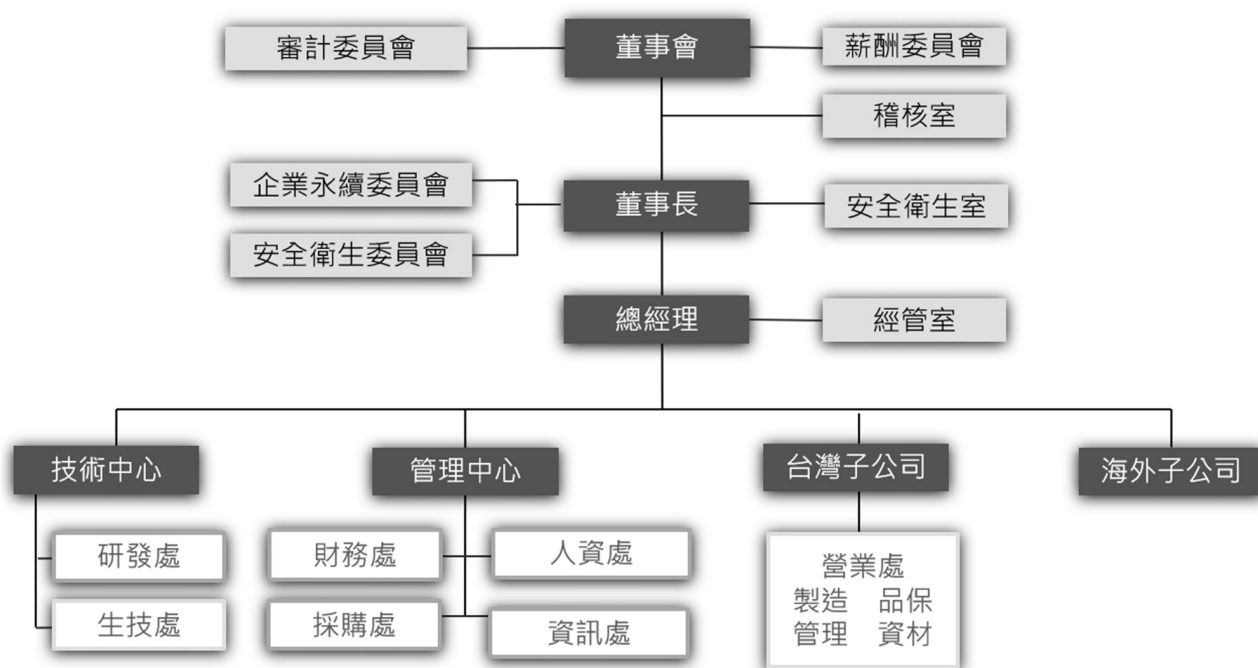 審計委員會
董事會
薪酬委員會
稽核室
企業永續委員會
董事長
安全衛生室
安全衛生委員會
總經理
經管室
技術中心
管理中心
台灣子公司
海外子公司
研發處
財務處
人資處
生技處
採購處
資訊處
營業處
製造 品保
管理 資材